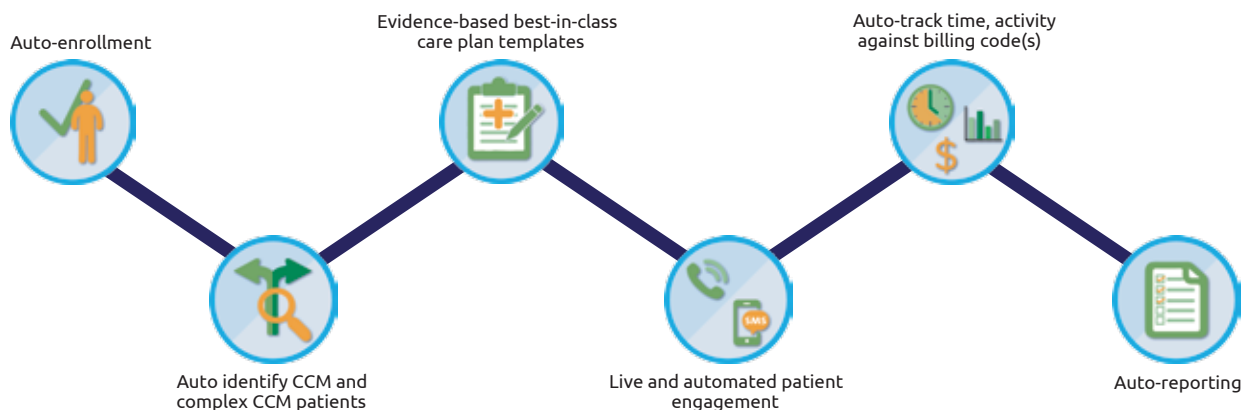 Auto-enrollment
Auto identify CCM and
complex CCM patients
Evidence-based best-in-class
care plan templates
SMS
Live and automated patient
engagement
Auto-track time, activity
against billing code(s)
$
Auto-reporting